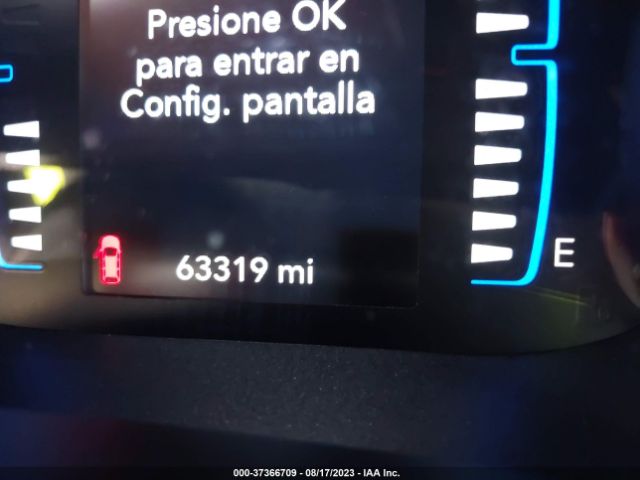 Presione OK
para entrar en
Config. pantalla
63319 mi
E
000-37366709 - 08/17/2023 - IAA Inc.